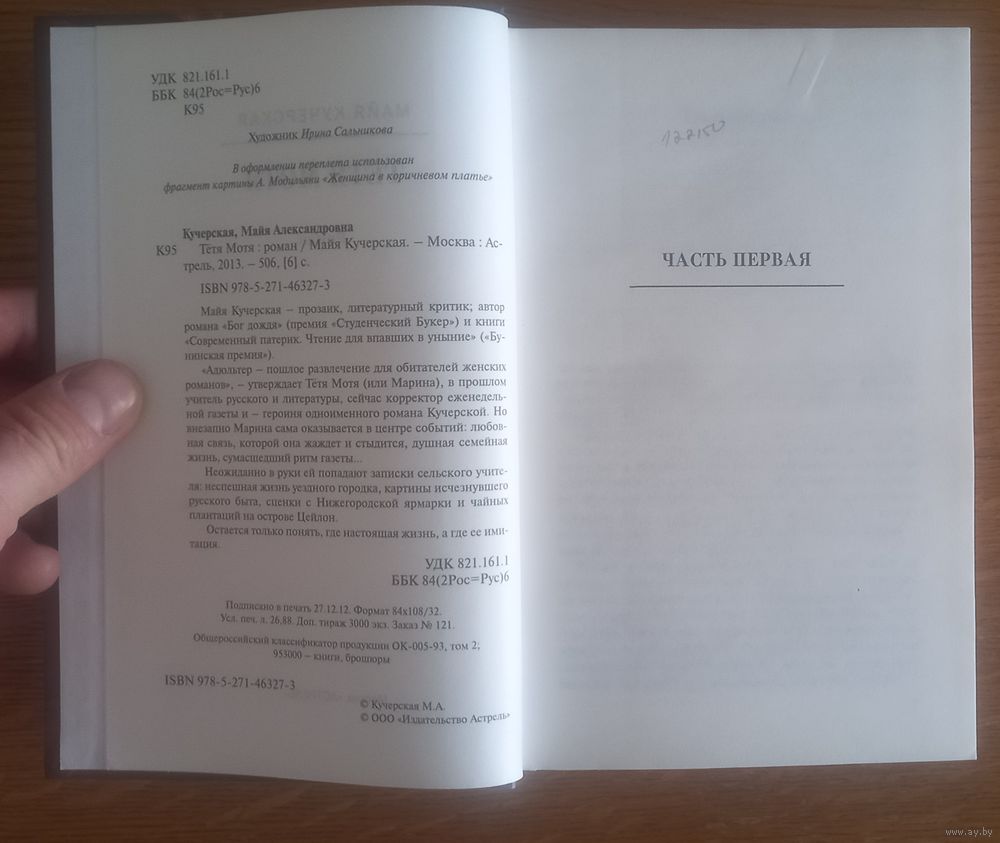 УДК 821.161.1
ББК 84(2Рос=Рус)6
К95
Художник Ирина Сальникова
В оформлении переплета использован
фрагмент картины А. Модильяни «Женщина в коричневом платье»
Кучерская, Майя Александровна
К95 Тётя Мотя : роман / Майя Кучерская. – Москва : Ас-
трель, 2013. – 506, [6] с.
ISBN 978-5-271-46327-3
Майя Кучерская – прозаик, литературный критик; автор
романа «Бог дождя» (премия «Студенческий Букер») и книги
«Современный патерик. Чтение для впавших в уныние» («Бу-
нинская премия»).
«Адюльтер – пошлое развлечение для обитателей женских
романов», – утверждает Тётя Мотя (или Марина), в прошлом
учитель русского и литературы, сейчас корректор еженедель-
ной газеты и – героиня одноименного романа Кучерской. Но
внезапно Марина сама оказывается в центре событий: любов-
ная связь, которой она жаждет и стыдится, душная семейная
жизнь, сумасшедший ритм газеты...
Неожиданно в руки ей попадают записки сельского учите-
ля: неспешная жизнь уездного городка, картины исчезнувшего
русского быта, сценки с Нижегородской ярмарки и чайных
плантаций на острове Цейлон.
Остается только понять, где настоящая жизнь, а где ее ими-
тация.
УДК 821.161.1
ББК 84(2Рос=Рус)6
Подписано в печать 27.12.12. Формат 84х108/32.
Усл. печ. л. 26,88. Доп. тираж 3000 экз. Заказ № 121.
Общероссийский классификатор продукции ОК-005-93, том 2;
953000 – книги, брошюры
ISBN 978-5-271-46327-3
© Кучерская М.А.
© ООО «Издательство Астрель»
МАЙЯ КУЧЕРСКАЯ
ЧАСТЬ ПЕРВАЯ
www.ay.by